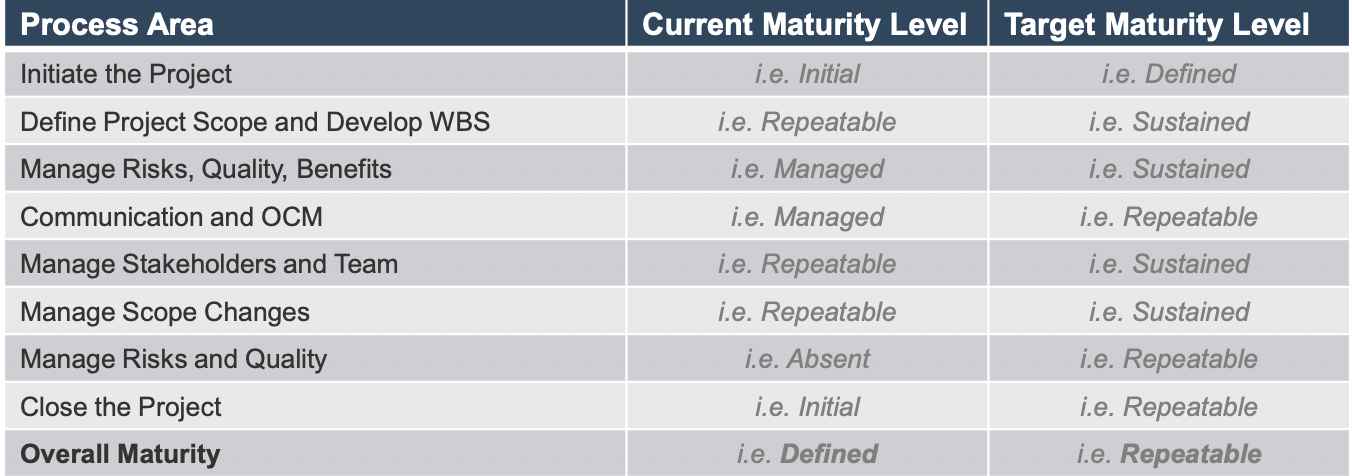 Process Area Current Maturity Level Target Maturity Level
Initiate the Project i.e. Initial i.e. Defined
Define Project Scope and Develop WBS i.e. Repeatable i.e. Sustained
Manage Risks, Quality, Benefits i.e. Managed i.e. Sustained
Communication and OCM i.e. Managed i.e. Repeatable
Manage Stakeholders and Team i.e. Repeatable i.e. Sustained
Manage Scope Changes i.e. Repeatable i.e. Sustained
Manage Risks and Quality i.e. Absent i.e. Repeatable
Close the Project i.e. Initial i.e. Repeatable
Overall Maturity i.e. Defined i.e. Repeatable